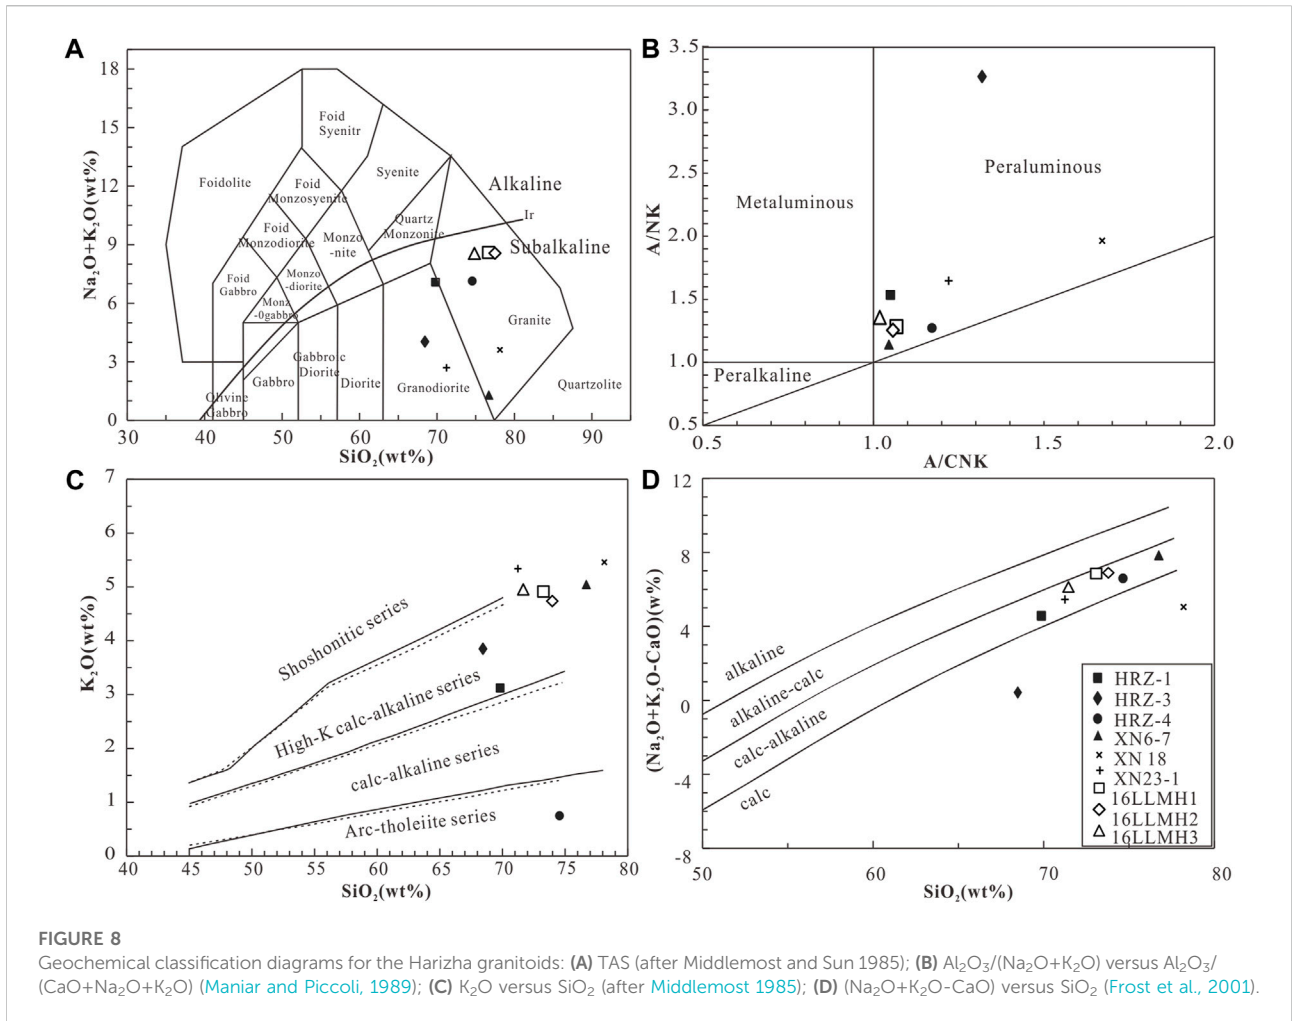 A
18
15
12
9
6
3
0
Na₂O+K₂O(wt%)
Foid
Syenitr
Foidolite
Syenite
Alkaline
Foid
Monzosyenite
Ir
Quartz
Monzonite
Foid
Monzodiorite
Monzo
-nite
Subalkaline
Foid
Gabbro
Monzo
-diorite
Monz
-0gabbro
Granite
Gabbroic
Diorite
Gabbro
Diorite
Granodiorite
Quartzolite
Olivine
Gabbro
30 40 50 60 70 80 90
SiO₂(wt%)
B
3.5
3.0
2.5
2.0
1.5
1.0
0.5
A/NK
Peraluminous
Metaluminous
Peralkaline
0.5 1.0 1.5 2.0
A/CNK
C
7
6
5
4
3
2
1
0
K₂O(wt%)
Shoshonitic series
High-K calc-alkaline series
calc-alkaline series
Arc-tholeiite series
40 45 50 55 60 65 70 75 80
SiO₂(wt%)
D
12
8
4
0
-4
-8
(Na₂O+K₂O-CaO)(w%)
alkaline
alkaline-calc
calc-alkaline
calc
HRZ-1
HRZ-3
HRZ-4
XN6-7
XN18
XN23-1
16LLMH1
16LLMH2
16LLMH3
50 60 70 80
SiO₂(wt%)
FIGURE 8
Geochemical classification diagrams for the Harizha granitoids: (A) TAS (after Middlemost and Sun 1985); (B) Al₂O₃/(Na₂O+K₂O) versus Al₂O₃/
(CaO+Na₂O+K₂O) (Maniar and Piccoli, 1989); (C) K₂O versus SiO₂ (after Middlemost 1985); (D) (Na₂O+K₂O-CaO) versus SiO₂ (Frost et al., 2001).